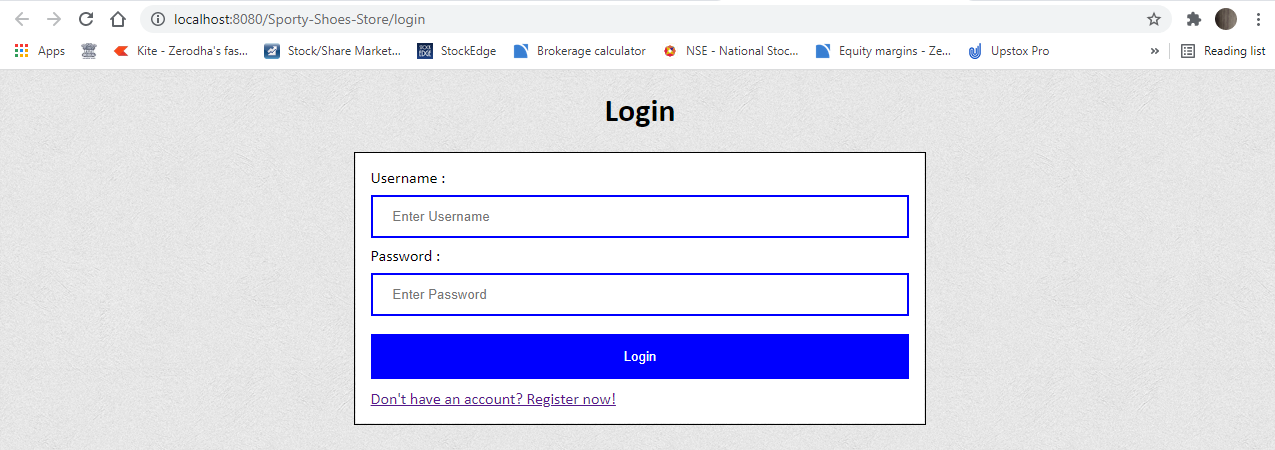 localhost:8080/Sporty-Shoes-Store/login
Apps Kite - Zerodha's fas... Stock/Share Market... STOCK EDGE StockEdge Brokerage calculator NSE - National Stoc... Equity margins - Ze... Upstox Pro » Reading list
Login
Username :
Enter Username
Password :
Enter Password
Login
Don't have an account? Register now!